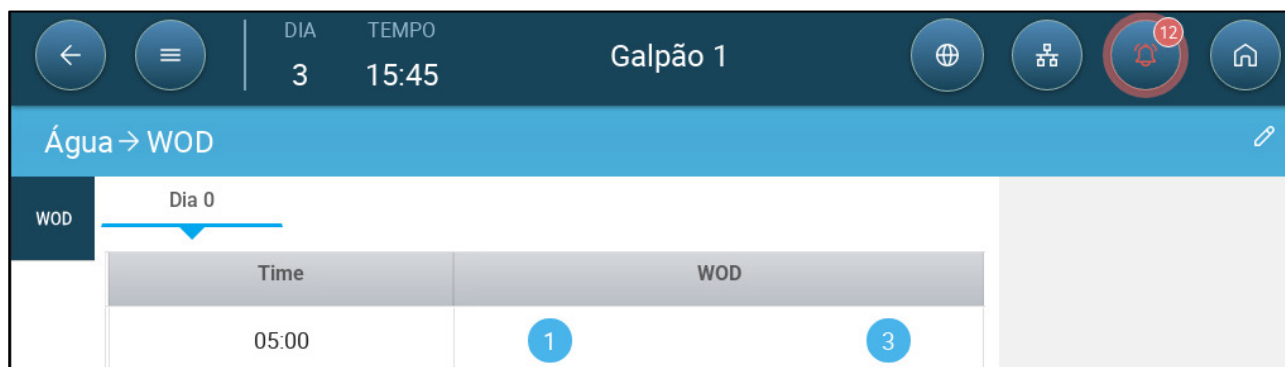 DIA TEMPO 12
3 15:45 Galpão 1
Água → WOD
WOD Dia 0
Time WOD
05:00 1 3